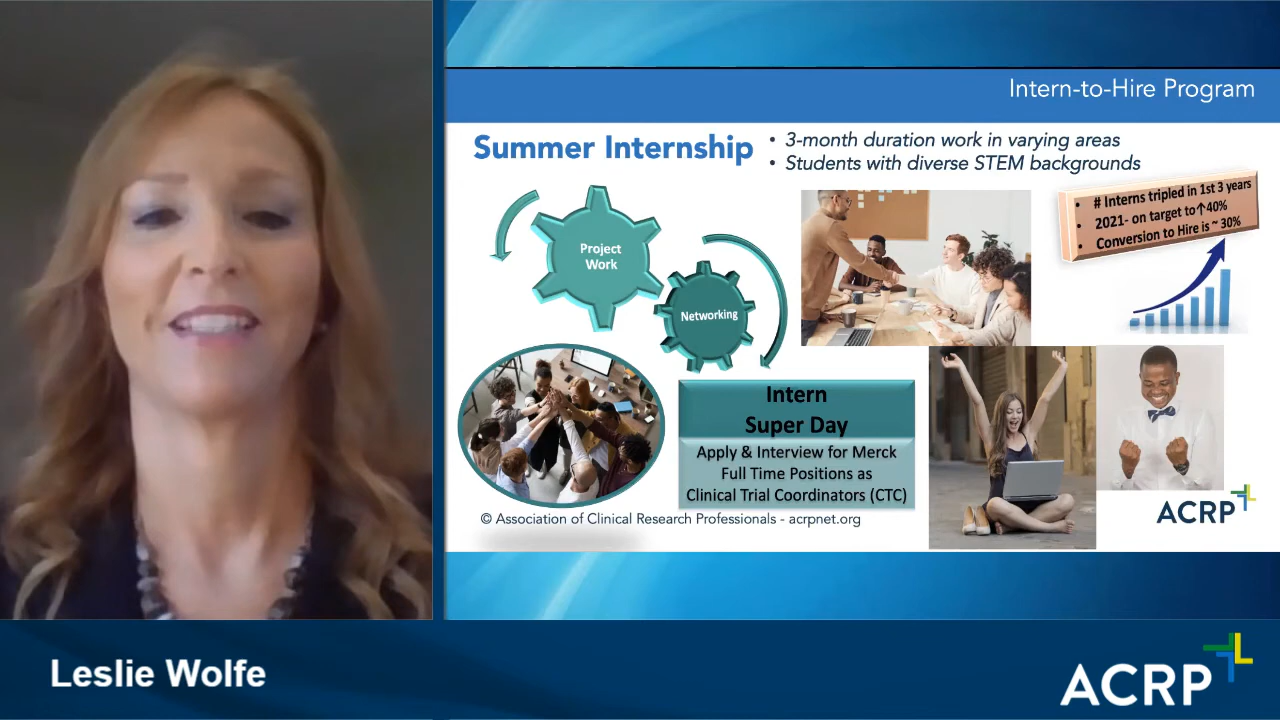 Intern-to-Hire Program
Summer Internship
• 3-month duration work in varying areas
• Students with diverse STEM backgrounds
• # Interns tripled in 1st 3 years
• 2021- on target to↑40%
• Conversion to Hire is ~ 30%
Project
Work
Networking
Intern
Super Day
Apply & Interview for Merck
Full Time Positions as
Clinical Trial Coordinators (CTC)
© Association of Clinical Research Professionals - acrpnet.org
ACRP
Leslie Wolfe
ACRP